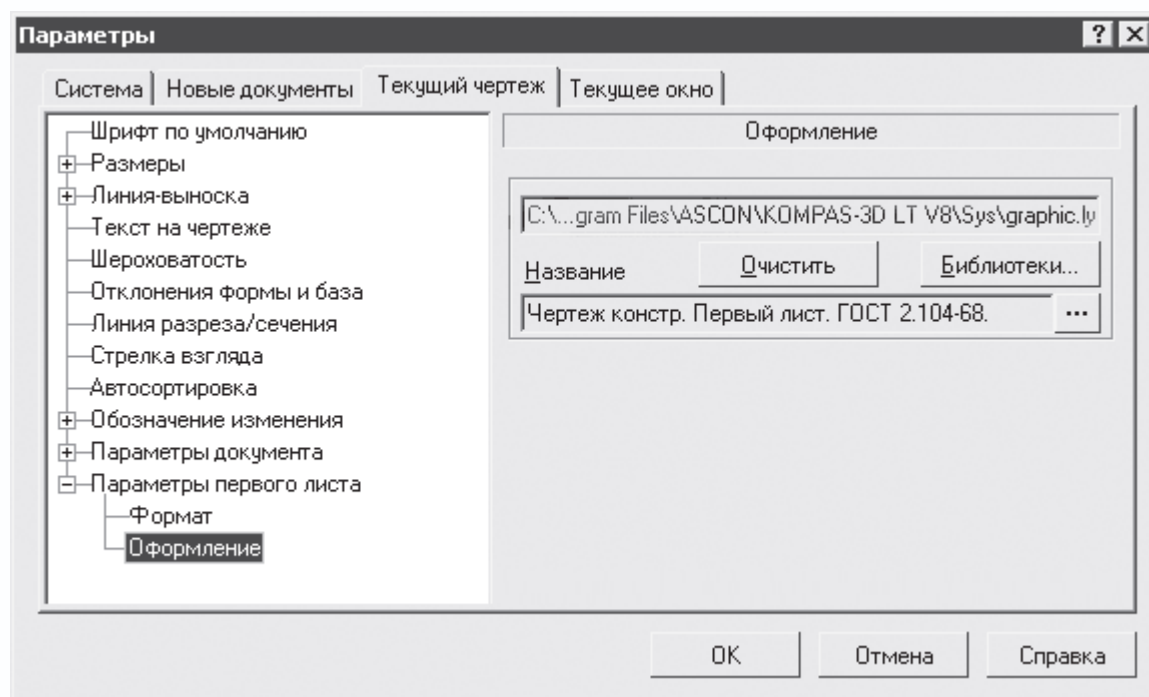 Параметры
Система
Новые документы
Текущий чертеж
Текущее окно
Шрифт по умолчанию
Размеры
Линия-выноска
Текст на чертеже
Шероховатость
Отклонения формы и база
Линия разреза/сечения
Стрелка взгляда
Автосортировка
Обозначение изменения
Параметры документа
Параметры первого листа
Формат
Оформление
Оформление
C:\...gram Files\ASCON\KOMPAS-3D LT V8\Sys\graphic.ly
Название
Очистить
Библиотеки...
Чертеж констр. Первый лист. ГОСТ 2.104-68.
...
OK
Отмена
Справка